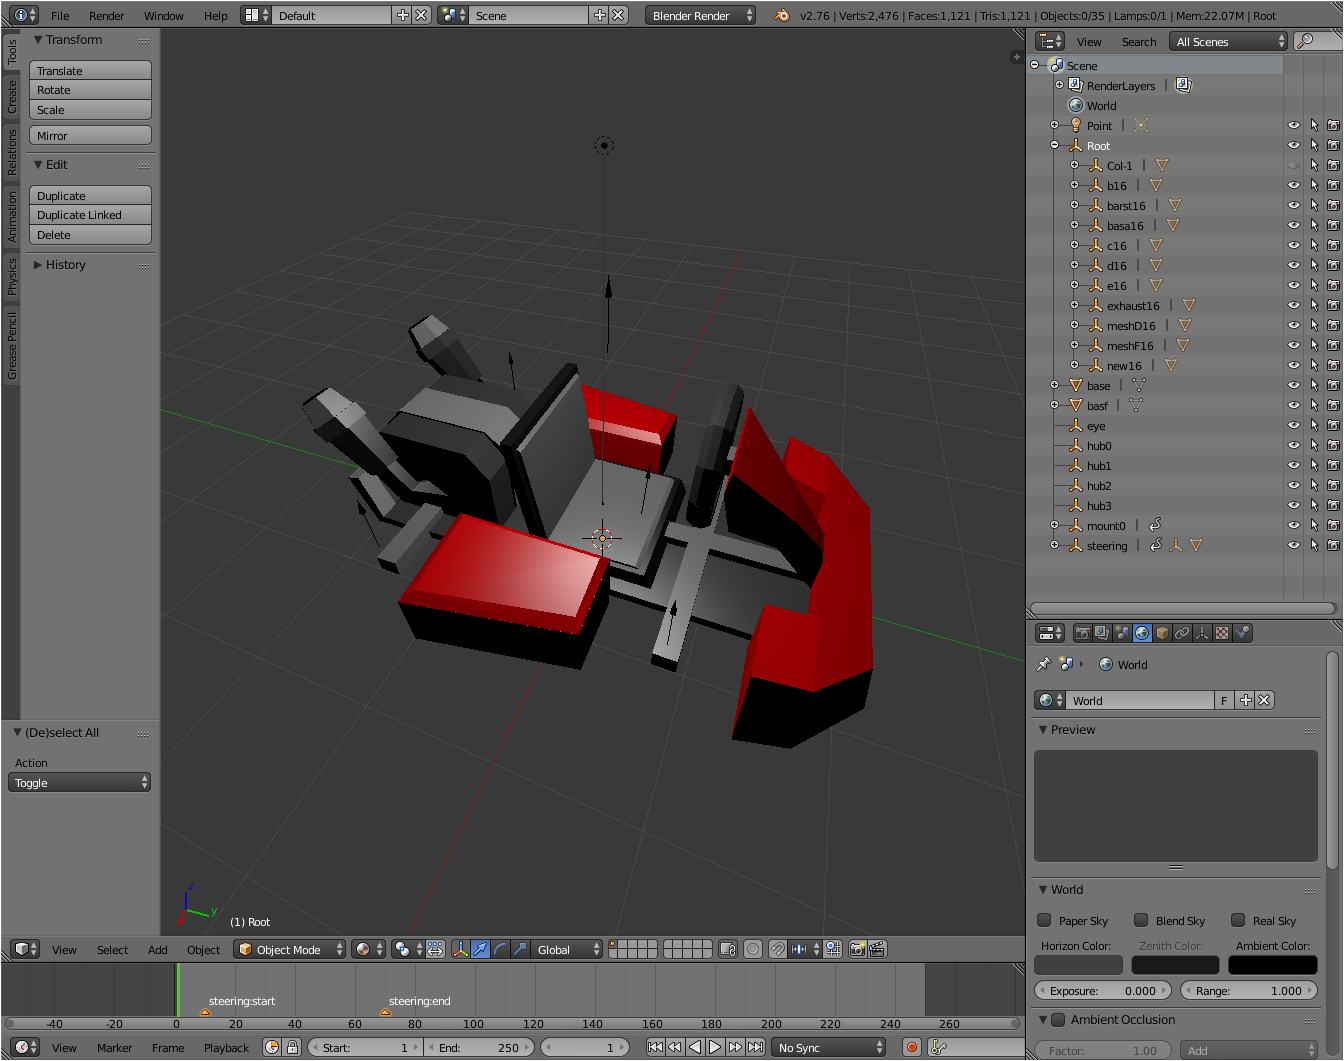 File Render Window Help Default Scene Blender Render v2.76 | Verts:2,476 | Faces:1,121 | Tris:1,121 | Objects:0/35 | Lamps:0/1 | Mem:22.07M | Root
Tools
Create
Relations
Animation
Physics
Grease Pencil
Transform
Translate
Rotate
Scale
Mirror
Edit
Duplicate
Duplicate Linked
Delete
History
(De)select All
Action
Toggle
z
y
(1) Root
View Select Add Object Object Mode Global
steering:start steering:end
-40 -20 0 20 40 60 80 100 120 140 160 180 200 220 240 260
View Marker Frame Playback Start: 1 End: 250 1 No Sync
View Search All Scenes
Scene
RenderLayers
World
Point
Root
Col-1
b16
barst16
basa16
c16
d16
e16
exhaust16
meshD16
meshF16
new16
base
basf
eye
hub0
hub1
hub2
hub3
mount0
steering
World
World F
Preview
World
Paper Sky Blend Sky Real Sky
Horizon Color: Zenith Color: Ambient Color:
Exposure: 0.000 Range: 1.000
Ambient Occlusion
Factor: 1.00 Add